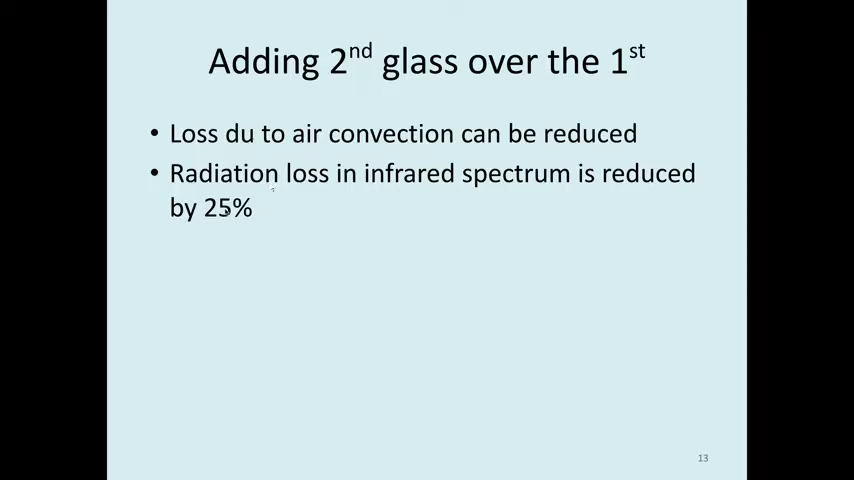 Adding 2nd glass over the 1st
• Loss du to air convection can be reduced
• Radiation loss in infrared spectrum is reduced
by 25%
13